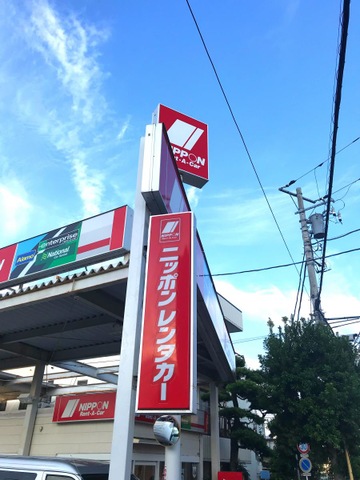 NIPPON
Rent-A-Car
Alamo
enterprise
National
ニッポンレンタカー
NIPPON
Rent-A-Car